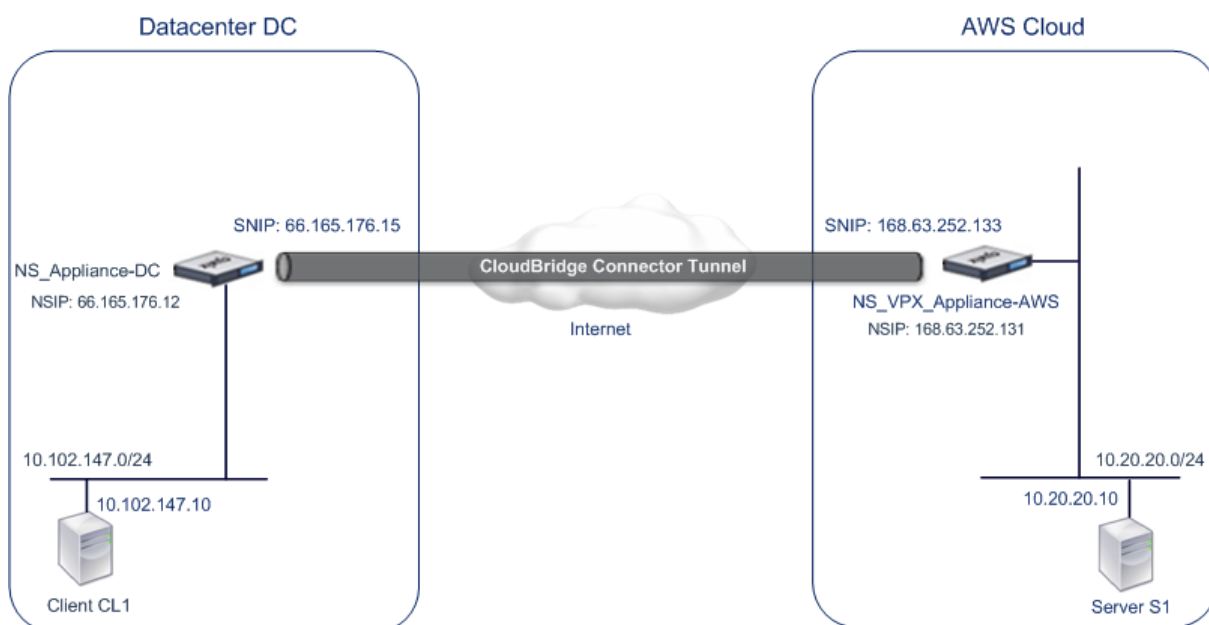 Datacenter DC
AWS Cloud
SNIP: 66.165.176.15
SNIP: 168.63.252.133
CloudBridge Connector Tunnel
NS_Appliance-DC
NSIP: 66.165.176.12
NS_VPX_Appliance-AWS
NSIP: 168.63.252.131
Internet
10.102.147.0/24
10.20.20.0/24
10.102.147.10
10.20.20.10
Client CL1
Server S1